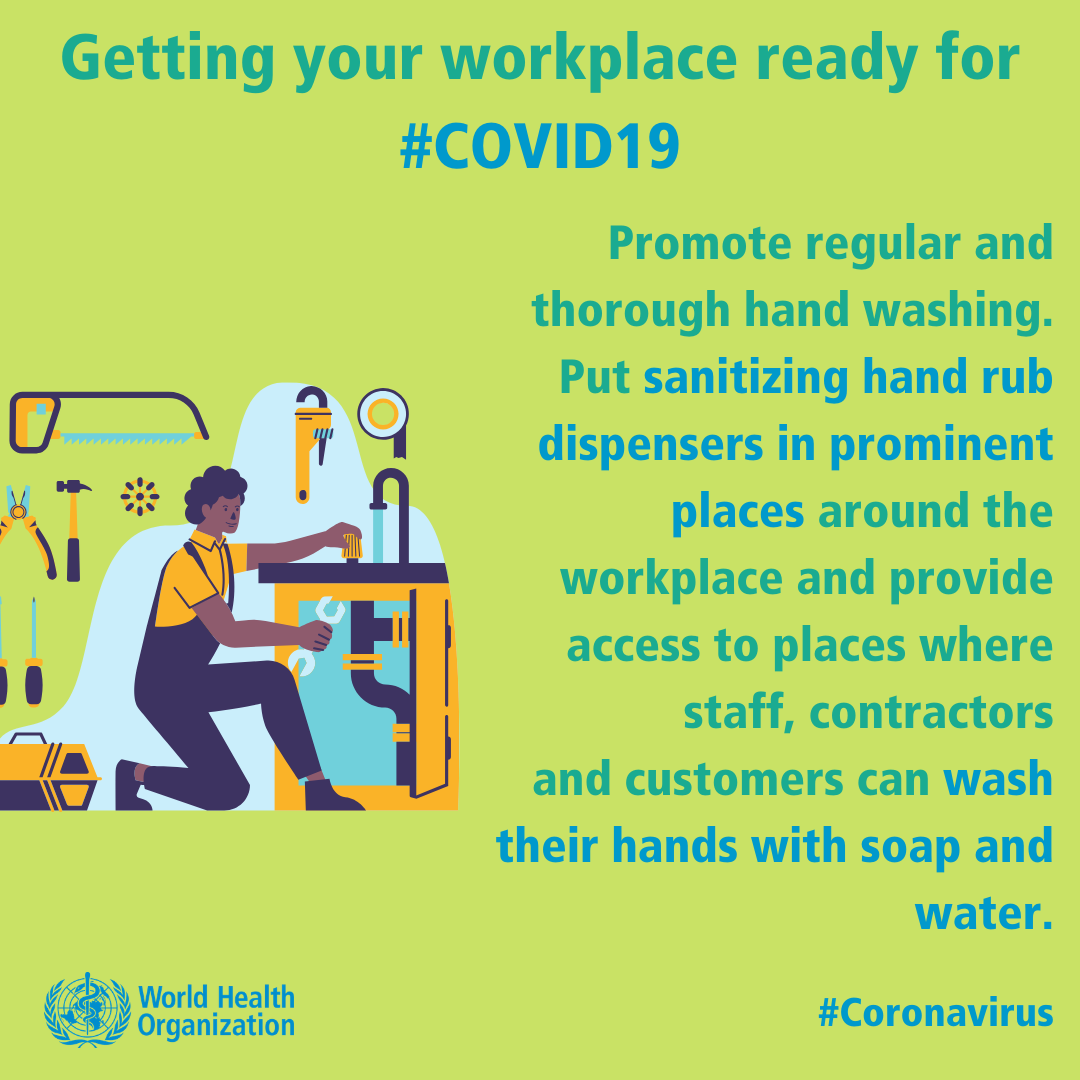 Getting your workplace ready for
#COVID19
Promote regular and
thorough hand washing.
Put sanitizing hand rub
dispensers in prominent
places around the
workplace and provide
access to places where
staff, contractors
and customers can wash
their hands with soap and
water.
World Health
Organization
#Coronavirus